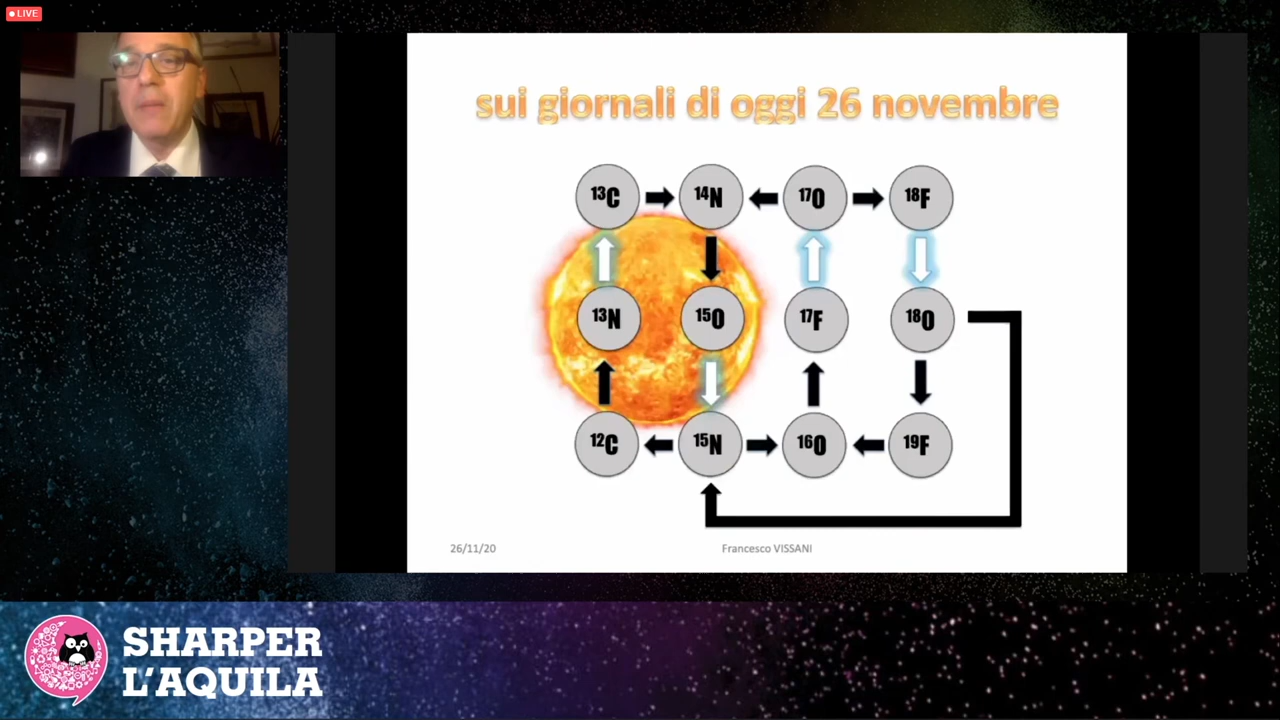 LIVE
sui giornali di oggi 26 novembre
13C 14N 17O 18F
13N 15O 17F 18O
12C 15N 16O 19F
26/11/20 Francesco VISSANI
SHARPER
L'AQUILA